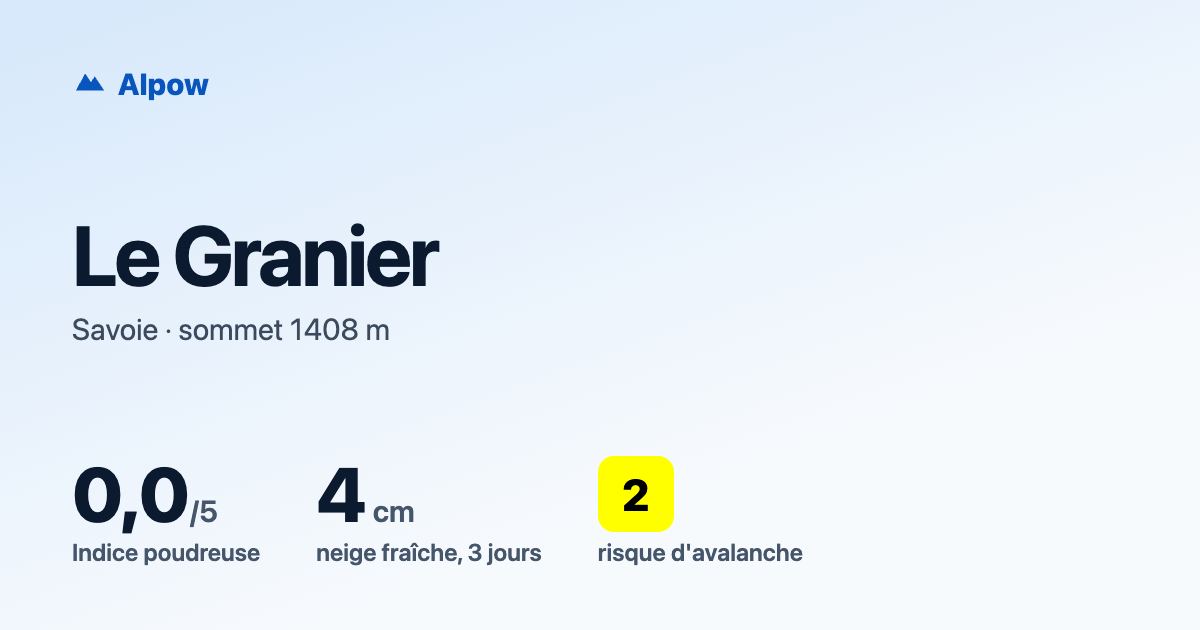 Alpow
Le Granier
Savoie · sommet 1408 m
0,0/5
Indice poudreuse
4 cm
neige fraîche, 3 jours
2
risque d'avalanche